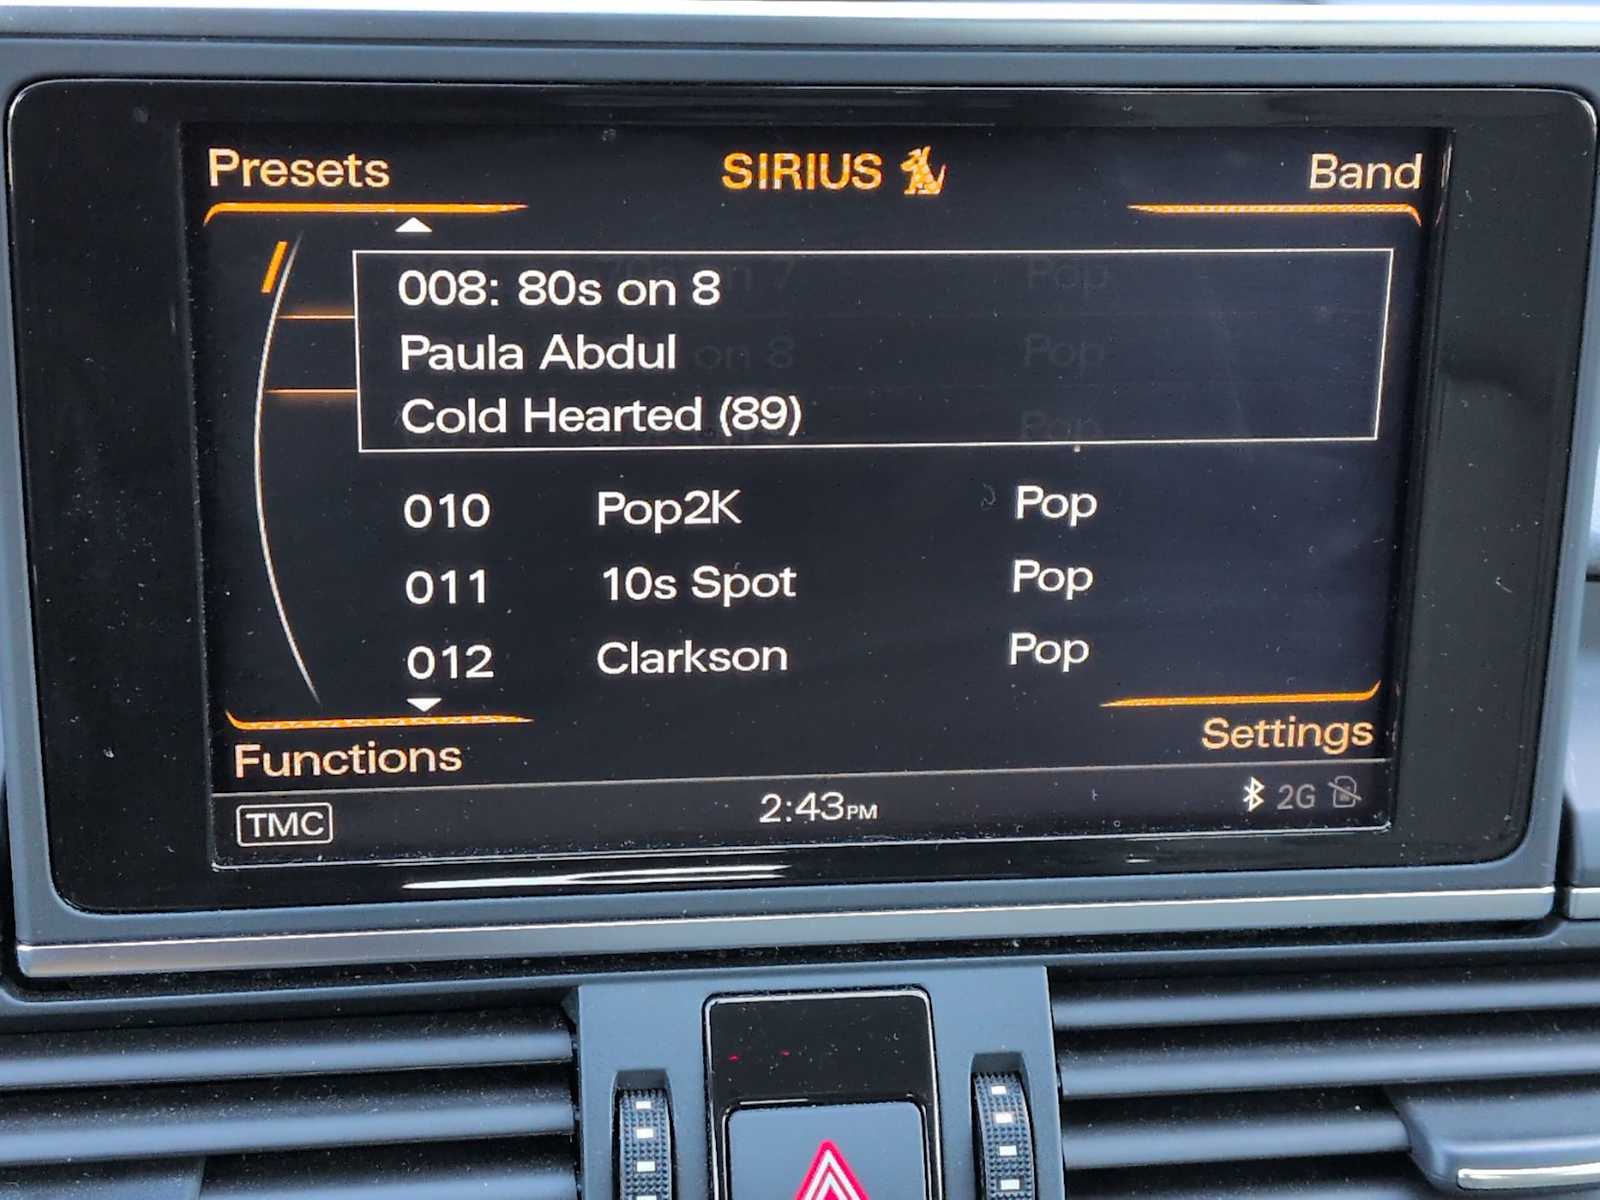 Presets SIRIUS Band
008: 80s on 8
Paula Abdul
Cold Hearted (89)
010 Pop2K Pop
011 10s Spot Pop
012 Clarkson Pop
Functions Settings
TMC 2:43PM 2G